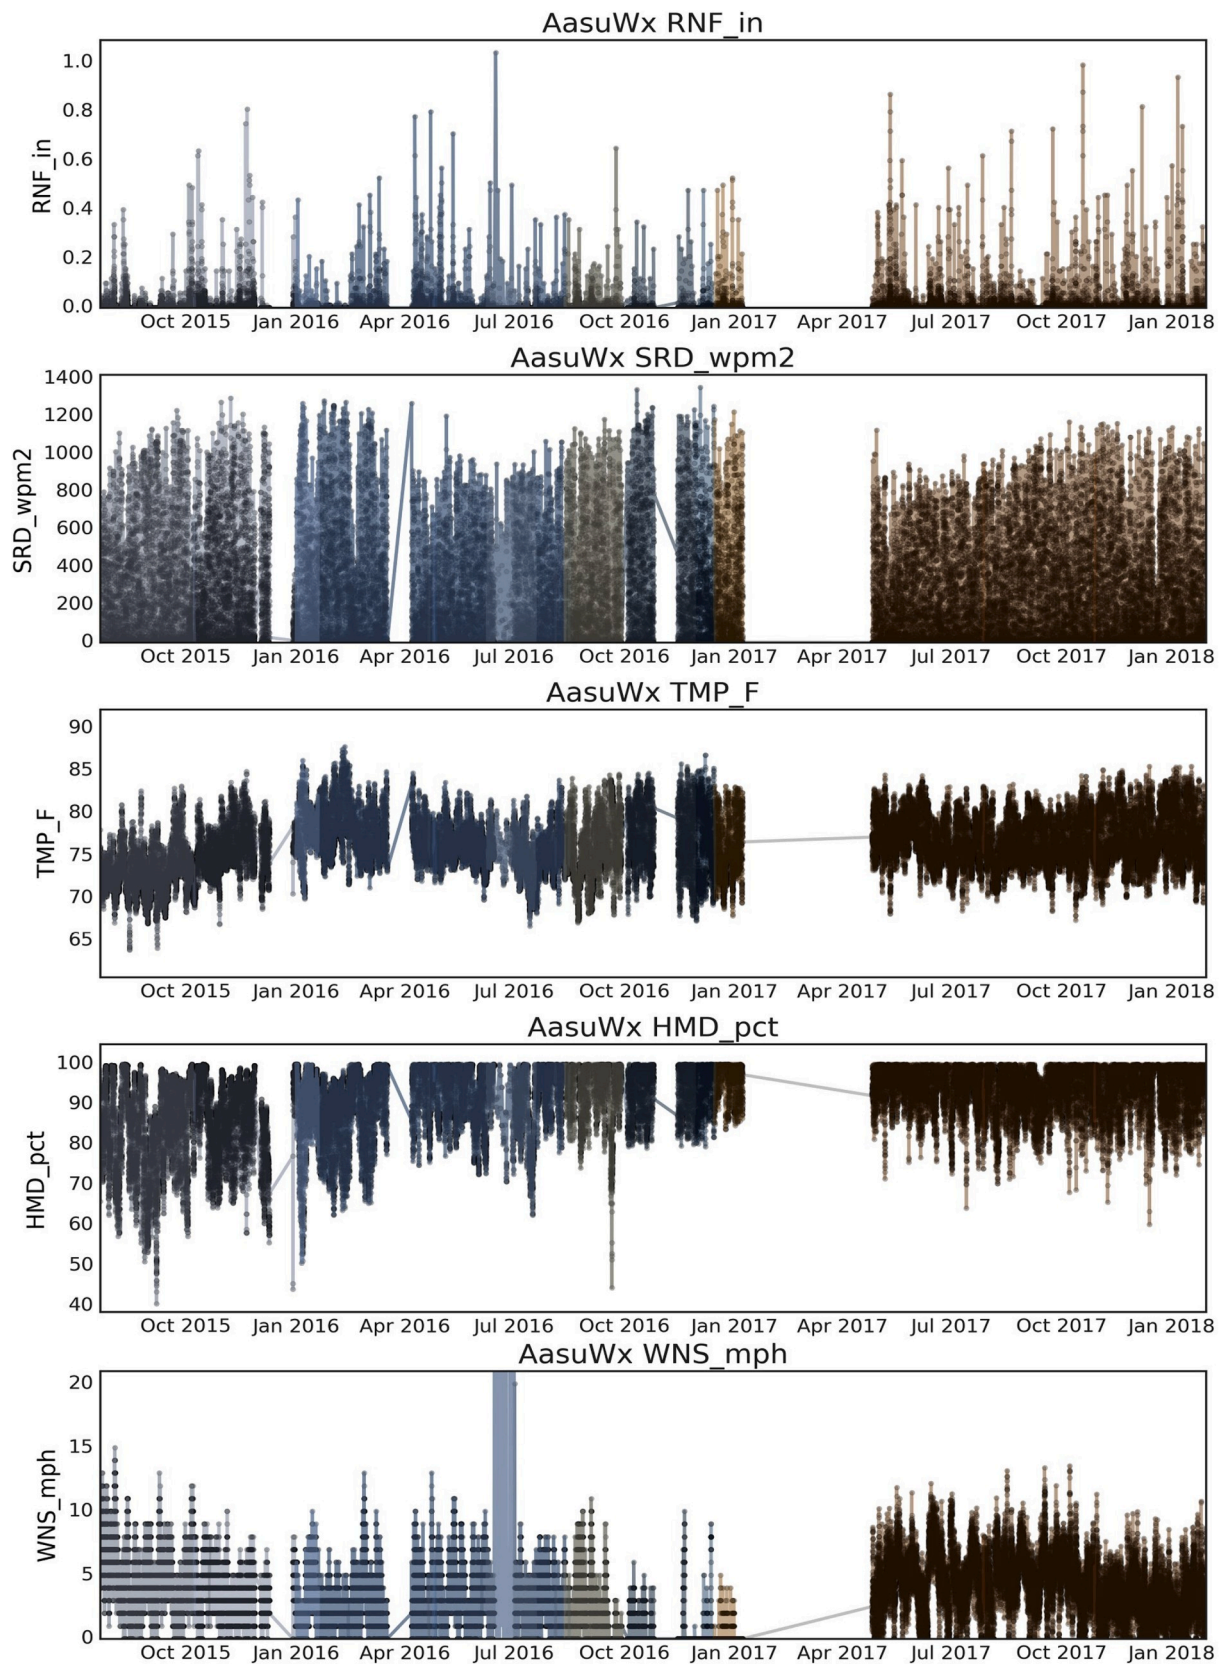 AasuWx RNF_in
1.0
0.8
0.6
0.4
0.2
0.0
RNF_in
Oct 2015 Jan 2016 Apr 2016 Jul 2016 Oct 2016 Jan 2017 Apr 2017 Jul 2017 Oct 2017 Jan 2018
AasuWx SRD_wpm2
1400
1200
1000
800
600
400
200
0
SRD_wpm2
Oct 2015 Jan 2016 Apr 2016 Jul 2016 Oct 2016 Jan 2017 Apr 2017 Jul 2017 Oct 2017 Jan 2018
AasuWx TMP_F
90
85
80
75
70
65
TMP_F
Oct 2015 Jan 2016 Apr 2016 Jul 2016 Oct 2016 Jan 2017 Apr 2017 Jul 2017 Oct 2017 Jan 2018
AasuWx HMD_pct
100
90
80
70
60
50
40
HMD_pct
Oct 2015 Jan 2016 Apr 2016 Jul 2016 Oct 2016 Jan 2017 Apr 2017 Jul 2017 Oct 2017 Jan 2018
AasuWx WNS_mph
20
15
10
5
0
WNS_mph
Oct 2015 Jan 2016 Apr 2016 Jul 2016 Oct 2016 Jan 2017 Apr 2017 Jul 2017 Oct 2017 Jan 2018